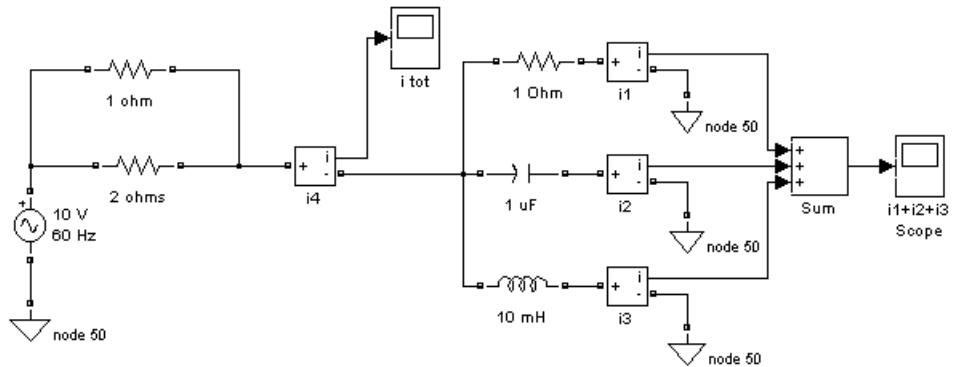 1 ohm
2 ohms
+
10 V
60 Hz
node 50
+ i
-
i4
i tot
1 Ohm
+ i
-
i1
node 50
1 uF
+ i
-
i2
node 50
10 mH
+ i
-
i3
node 50
+
+
+
Sum
i1+i2+i3
Scope